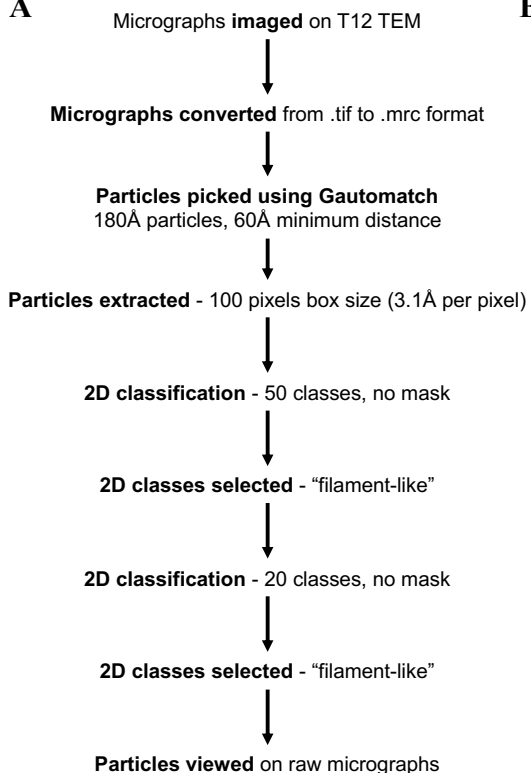 A
Micrographs imaged on T12 TEM
Micrographs converted from .tif to .mrc format
Particles picked using Gautomatch
180Å particles, 60Å minimum distance
Particles extracted - 100 pixels box size (3.1Å per pixel)
2D classification - 50 classes, no mask
2D classes selected - “filament-like”
2D classification - 20 classes, no mask
2D classes selected - “filament-like”
Particles viewed on raw micrographs